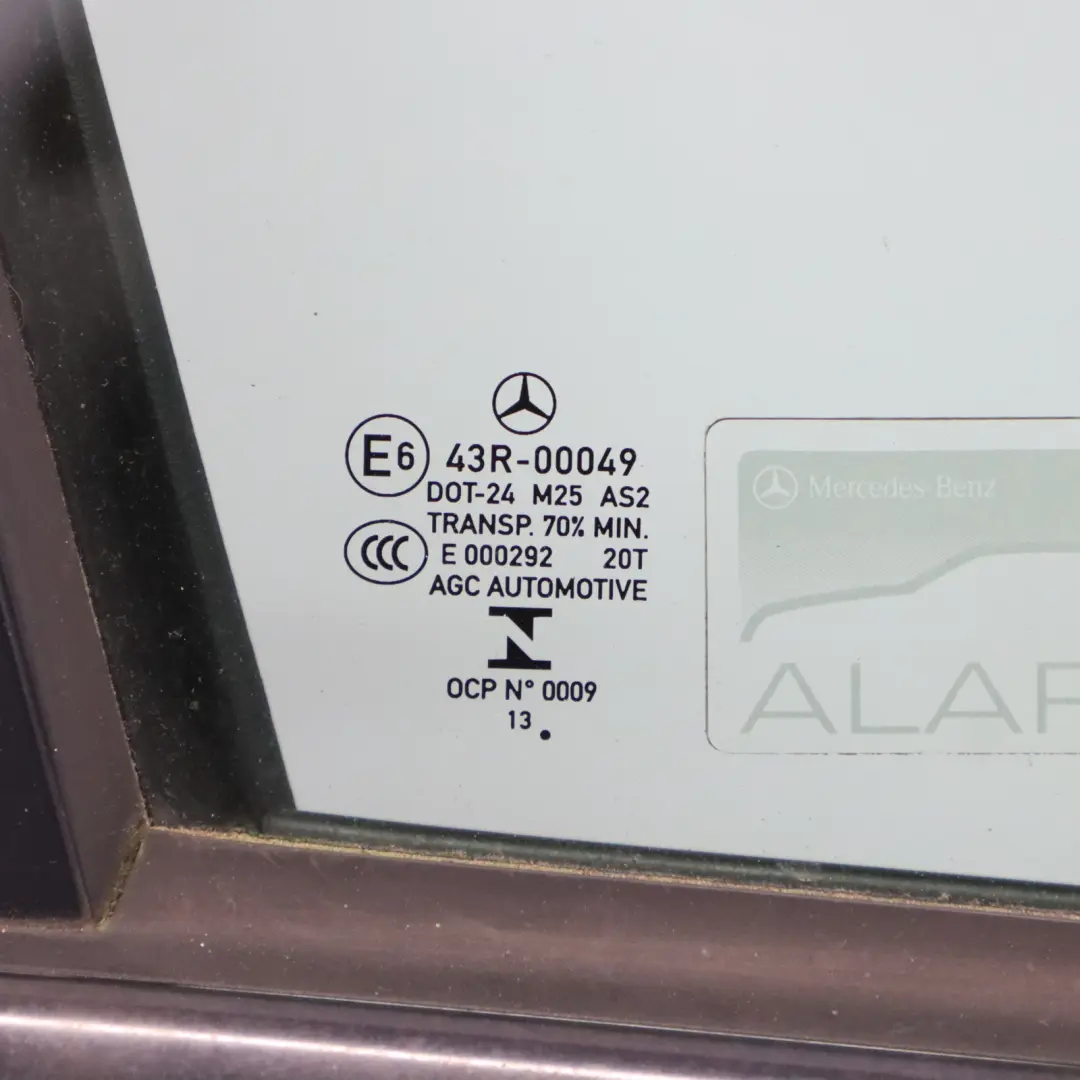 E6 43R-00049
DOT-24 M25 AS2
TRANSP. 70% MIN.
CCC E 000292 20T
AGC AUTOMOTIVE
N
OCP N° 0009
13 .
Mercedes-Benz
ALAR